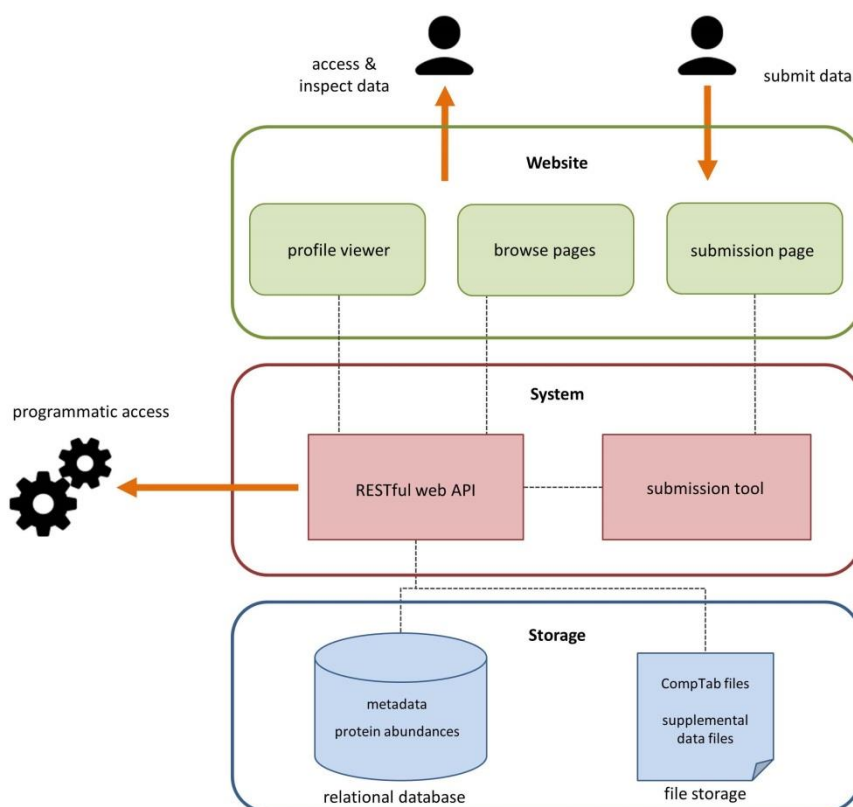 access &
inspect data
submit data
Website
profile viewer
browse pages
submission page
System
programmatic access
RESTful web API
submission tool
Storage
metadata
protein abundances
CompTab files
supplemental
data files
relational database
file storage